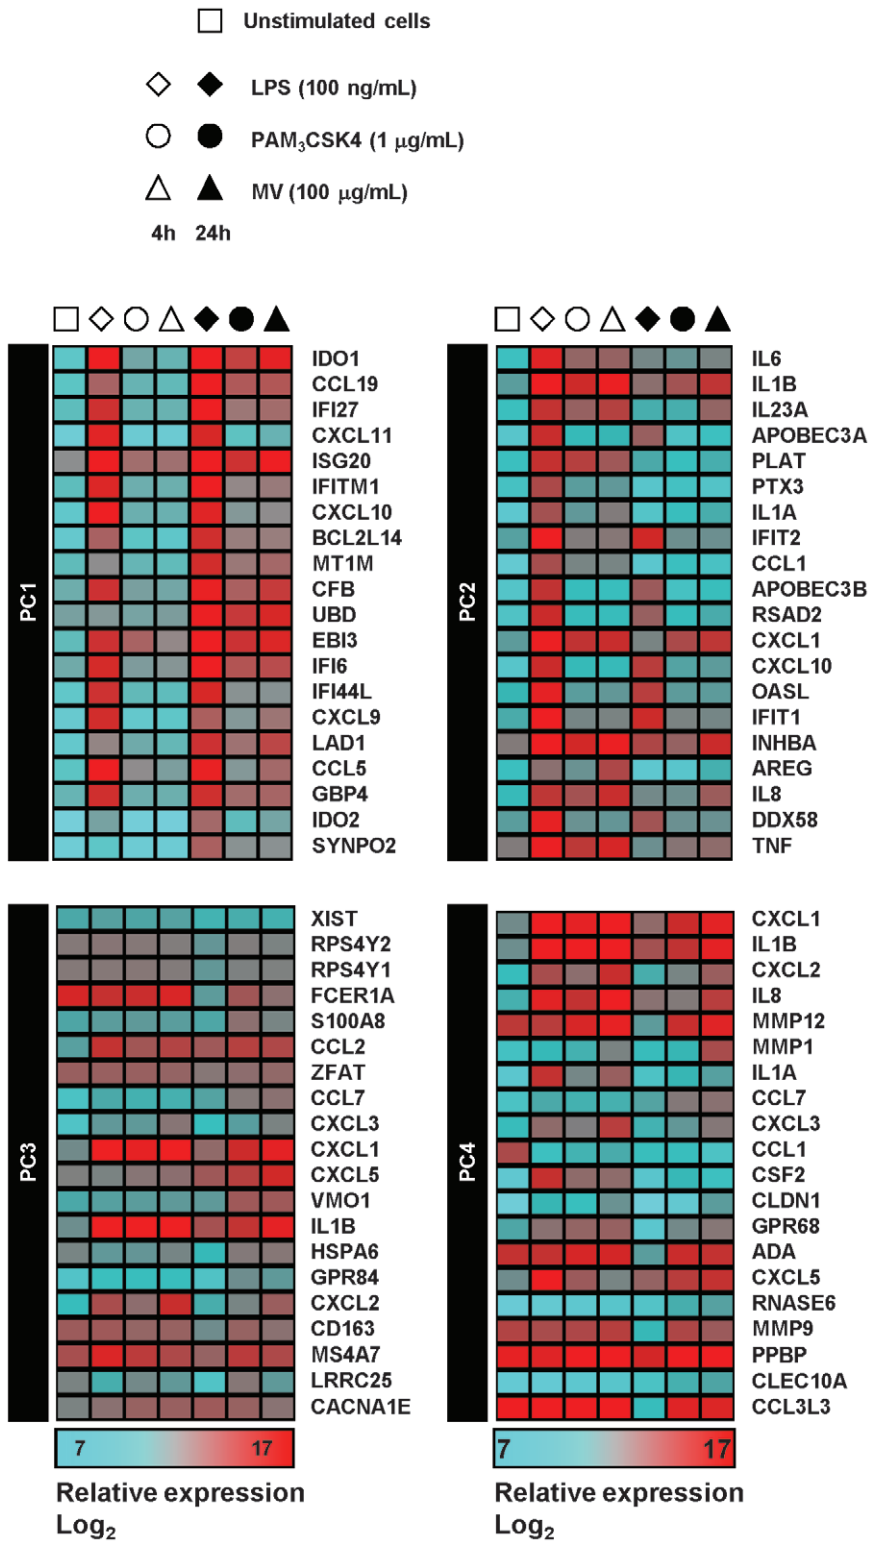 Unstimulated cells
LPS (100 ng/mL)
PAM₃CSK4 (1 µg/mL)
MV (100 µg/mL)
4h 24h
PC1
IDO1
CCL19
IFI27
CXCL11
ISG20
IFITM1
CXCL10
BCL2L14
MT1M
CFB
UBD
EBI3
IFI6
IFI44L
CXCL9
LAD1
CCL5
GBP4
IDO2
SYNPO2
PC2
IL6
IL1B
IL23A
APOBEC3A
PLAT
PTX3
IL1A
IFIT2
CCL1
APOBEC3B
RSAD2
CXCL1
CXCL10
OASL
IFIT1
INHBA
AREG
IL8
DDX58
TNF
PC3
XIST
RPS4Y2
RPS4Y1
FCER1A
S100A8
CCL2
ZFAT
CCL7
CXCL3
CXCL1
CXCL5
VMO1
IL1B
HSPA6
GPR84
CXCL2
CD163
MS4A7
LRRC25
CACNA1E
7 17
Relative expression
Log₂
PC4
CXCL1
IL1B
CXCL2
IL8
MMP12
MMP1
IL1A
CCL7
CXCL3
CCL1
CSF2
CLDN1
GPR68
ADA
CXCL5
RNASE6
MMP9
PPBP
CLEC10A
CCL3L3
7 17
Relative expression
Log₂